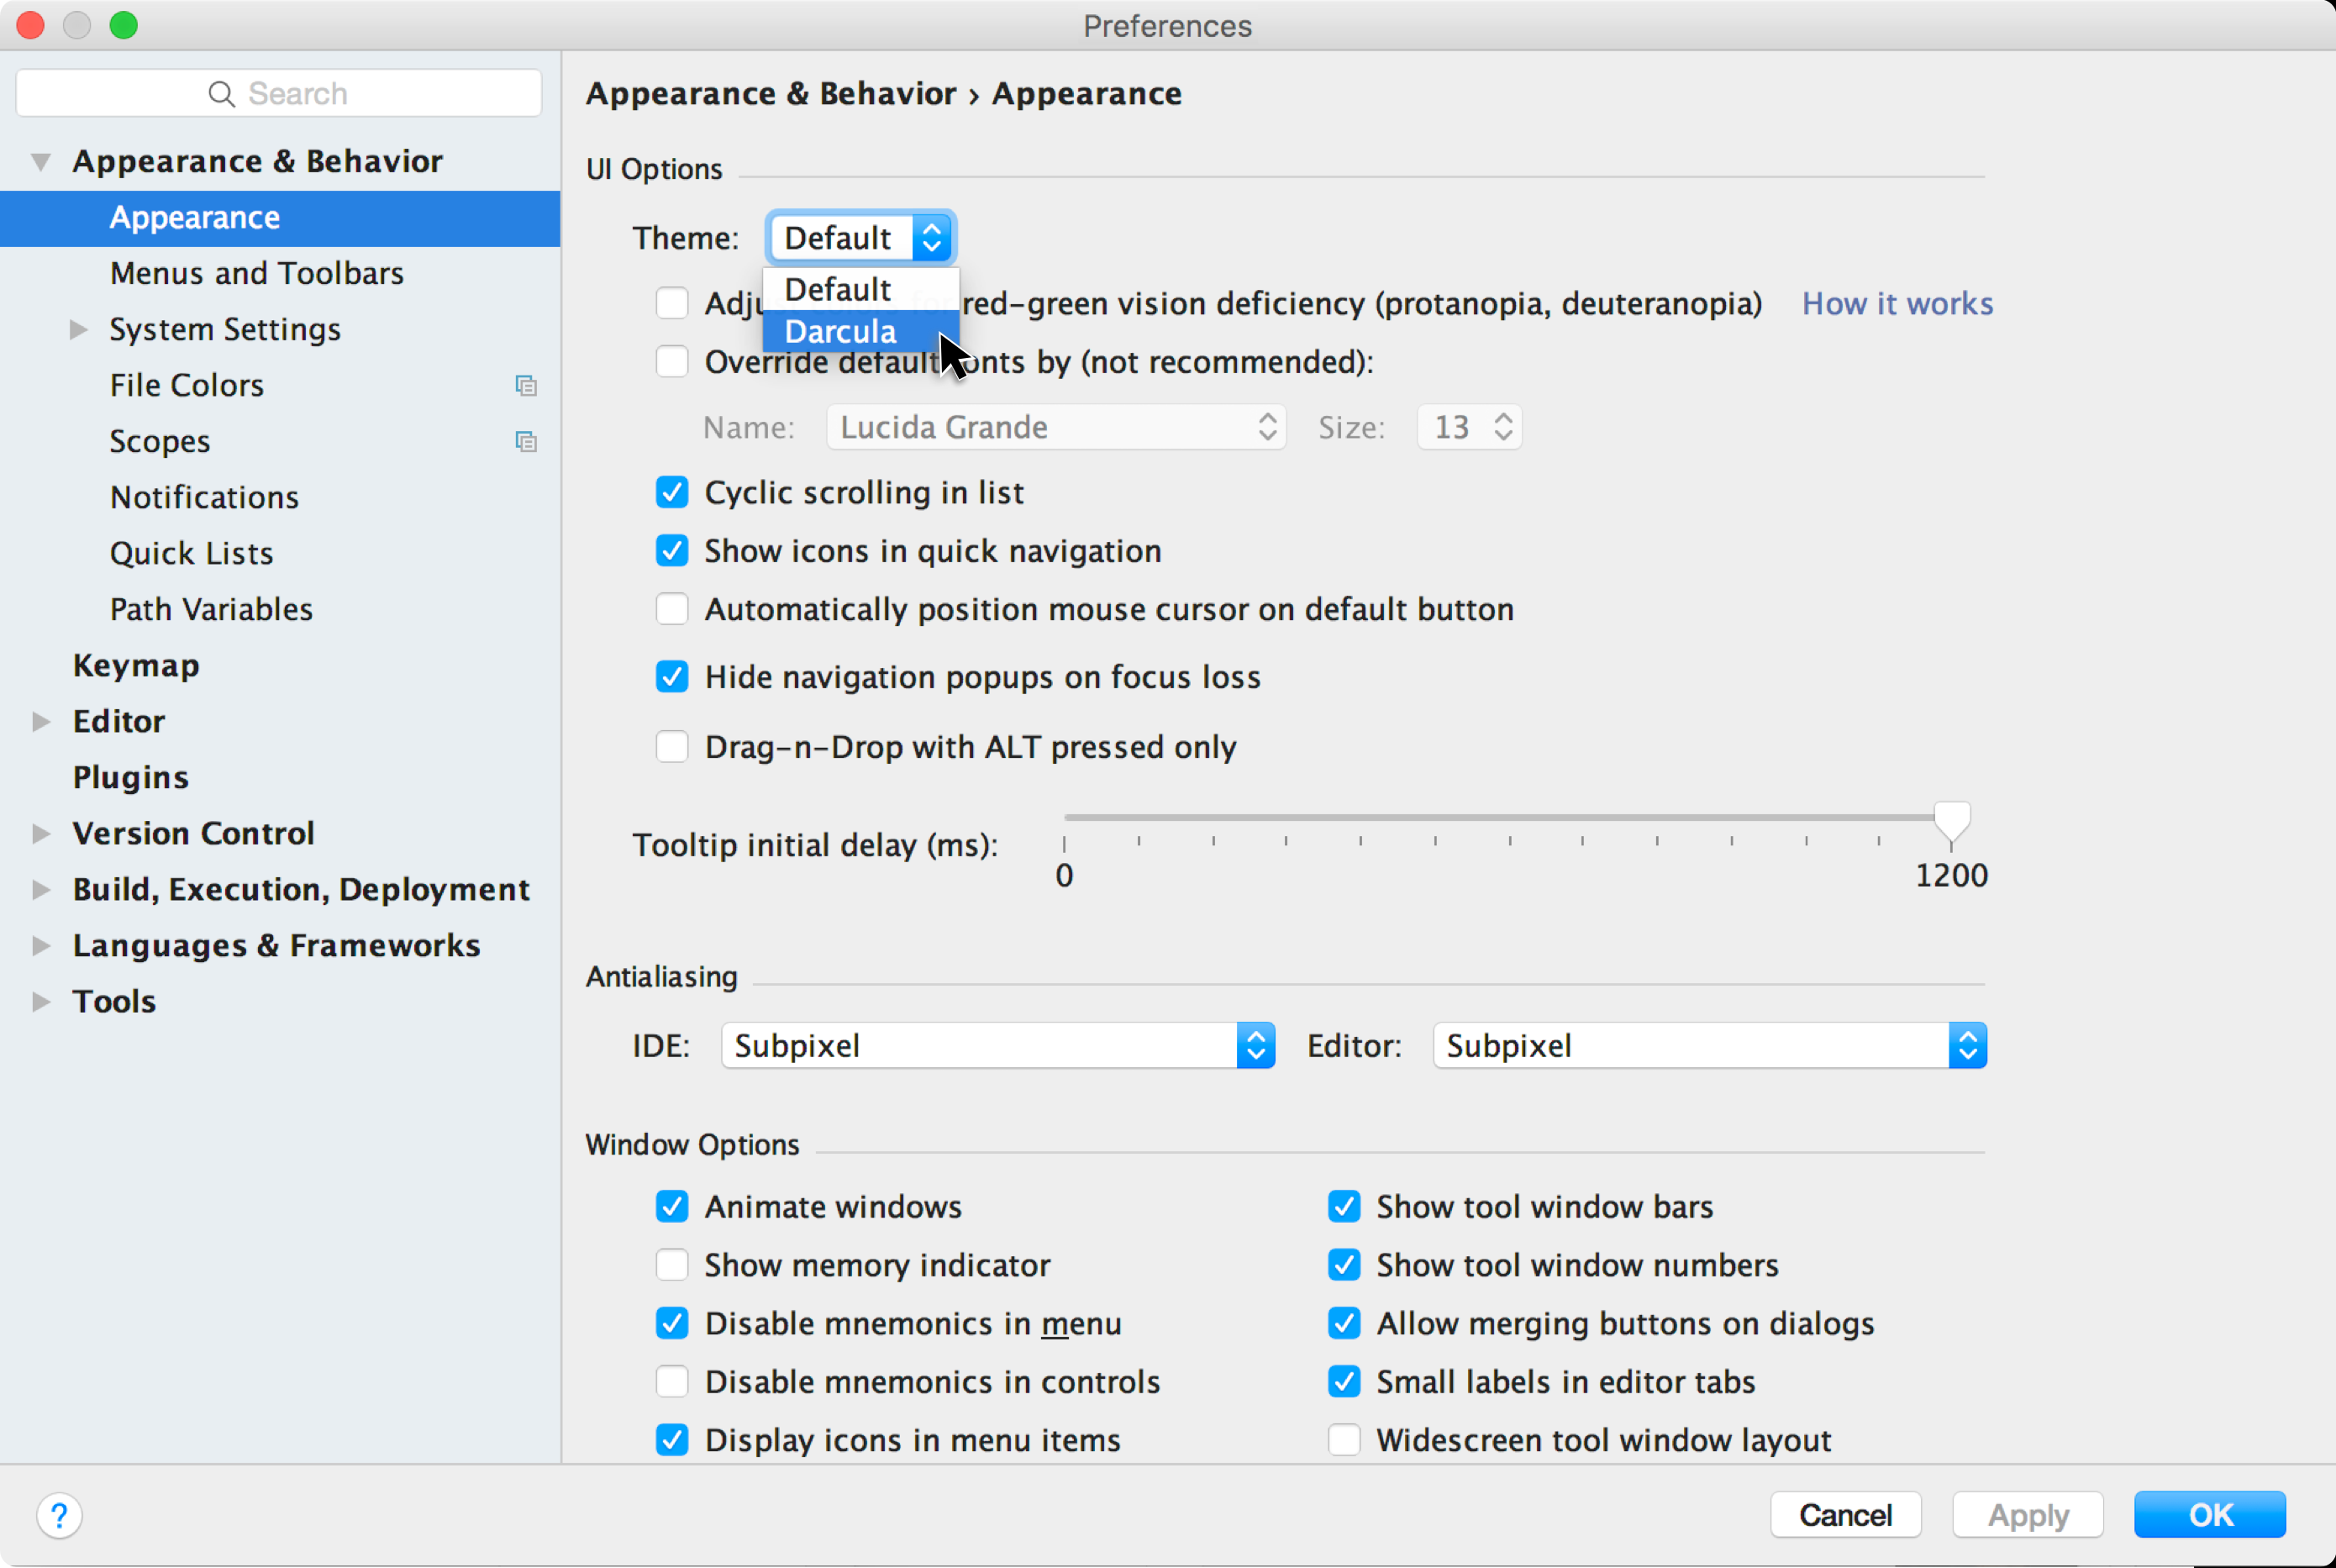 Preferences
Search
Appearance & Behavior
Appearance
Menus and Toolbars
System Settings
File Colors
Scopes
Notifications
Quick Lists
Path Variables
Keymap
Editor
Plugins
Version Control
Build, Execution, Deployment
Languages & Frameworks
Tools
Appearance & Behavior › Appearance
UI Options
Theme: Default
Default
Darcula
Adju red-green vision deficiency (protanopia, deuteranopia) How it works
Override default onts by (not recommended):
Name: Lucida Grande Size: 13
Cyclic scrolling in list
Show icons in quick navigation
Automatically position mouse cursor on default button
Hide navigation popups on focus loss
Drag-n-Drop with ALT pressed only
Tooltip initial delay (ms):
0 1200
Antialiasing
IDE: Subpixel Editor: Subpixel
Window Options
Animate windows Show tool window bars
Show memory indicator Show tool window numbers
Disable mnemonics in menu Allow merging buttons on dialogs
Disable mnemonics in controls Small labels in editor tabs
Display icons in menu items Widescreen tool window layout
? Cancel Apply OK